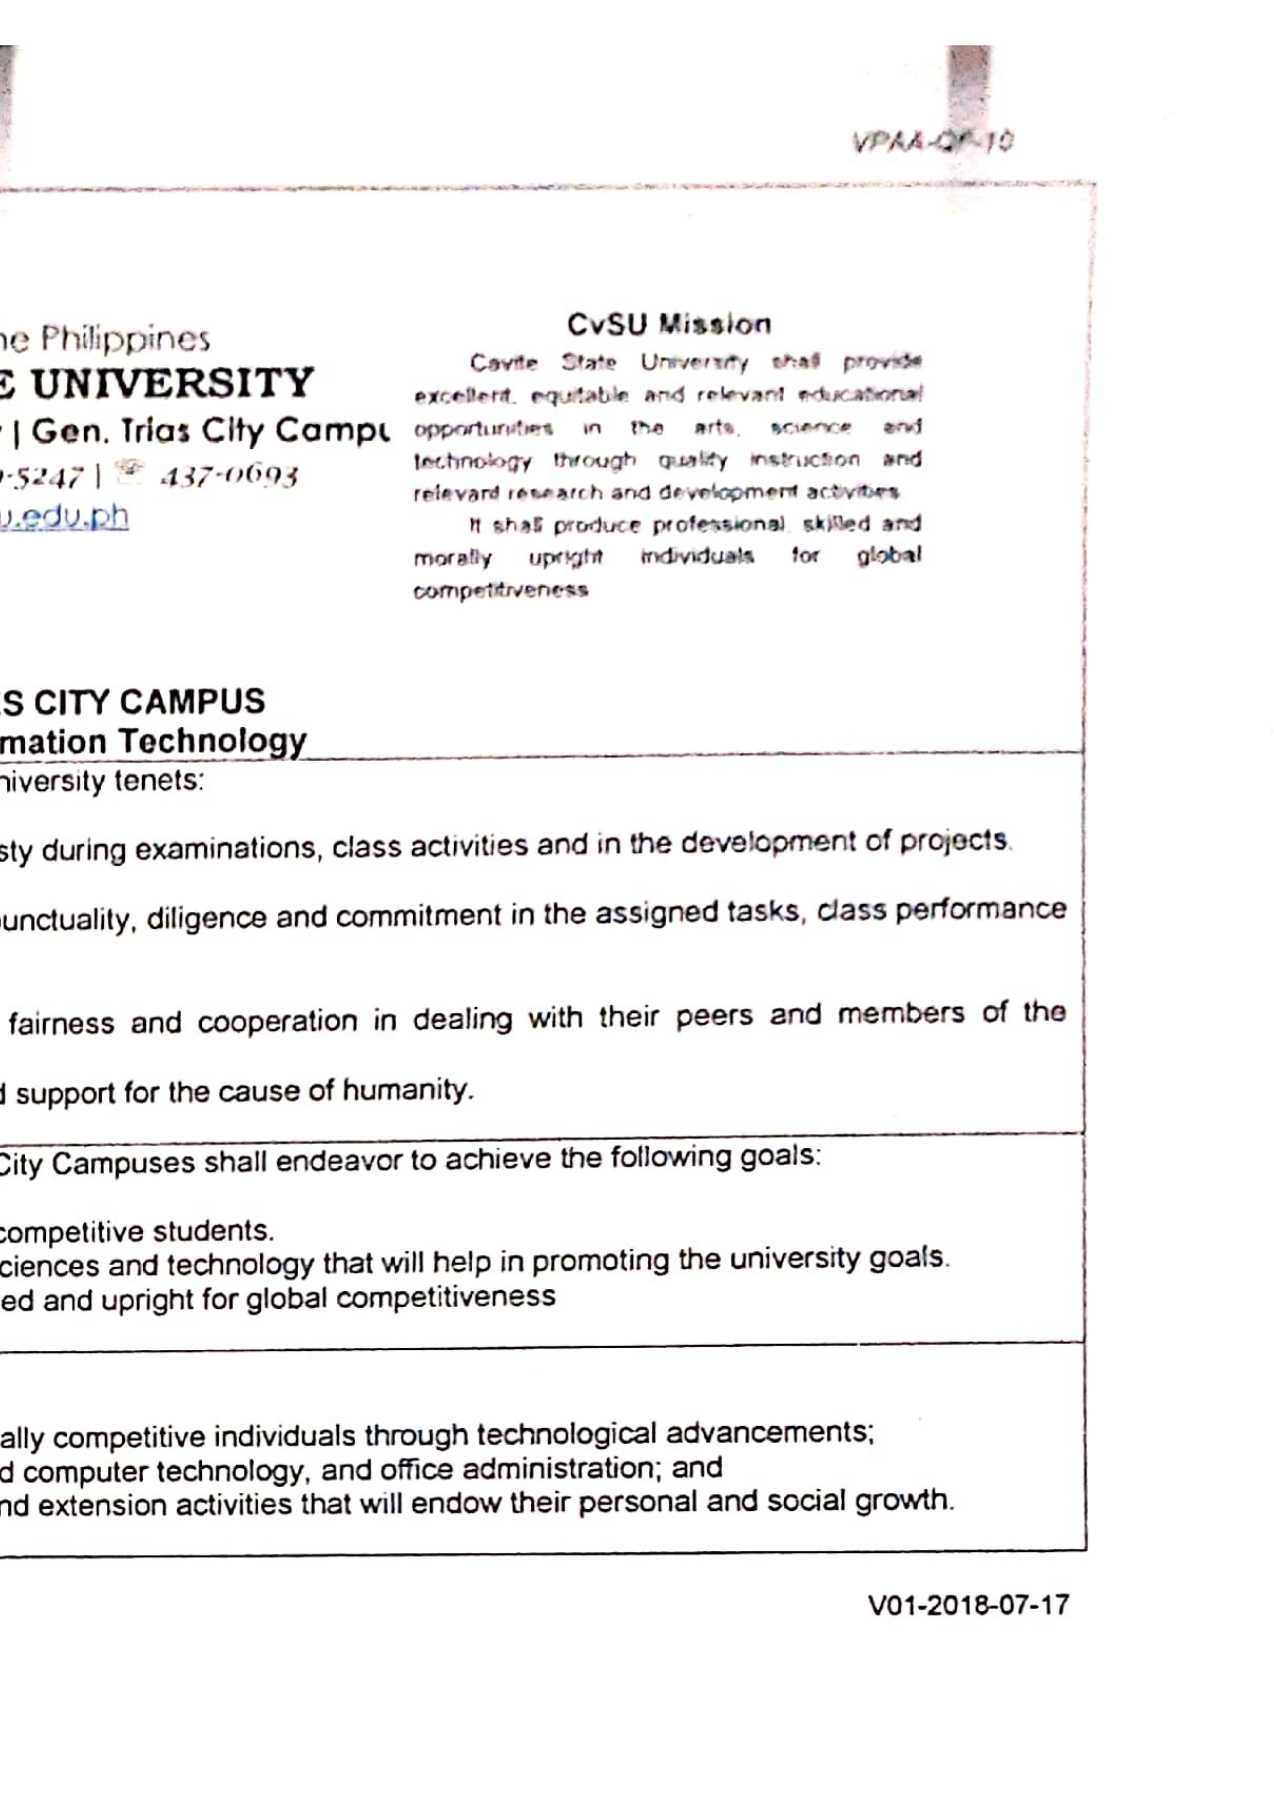 VPAA-QF-10
ne Philippines
E UNIVERSITY
| Gen. Trias City Campu
-5247 | ☏ 437-0693
u.edu.ph
CvSU Mission
Cavite State University shall provide
excellent, equitable and relevant educational
opportunities in the arts, science and
technology through quality instruction and
relevant research and development activities
It shall produce professional, skilled and
morally upright individuals for global
competitiveness
ES CITY CAMPUS
mation Technology
niversity tenets:
sty during examinations, class activities and in the development of projects.
punctuality, diligence and commitment in the assigned tasks, class performance
fairness and cooperation in dealing with their peers and members of the
d support for the cause of humanity.
City Campuses shall endeavor to achieve the following goals:
competitive students.
ciences and technology that will help in promoting the university goals.
ed and upright for global competitiveness
ally competitive individuals through technological advancements;
d computer technology, and office administration; and
nd extension activities that will endow their personal and social growth.
V01-2018-07-17